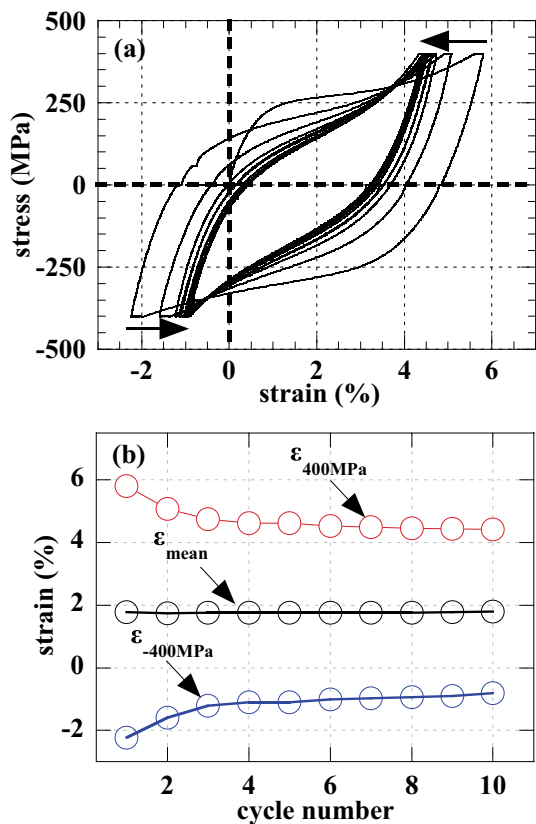 (a)
500
250
0
-250
-500
stress (MPa)
-2 0 2 4 6
strain (%)
(b)
ε400MPa
6
4
εmean
2
ε-400MPa
0
-2
strain (%)
2 4 6 8 10
cycle number